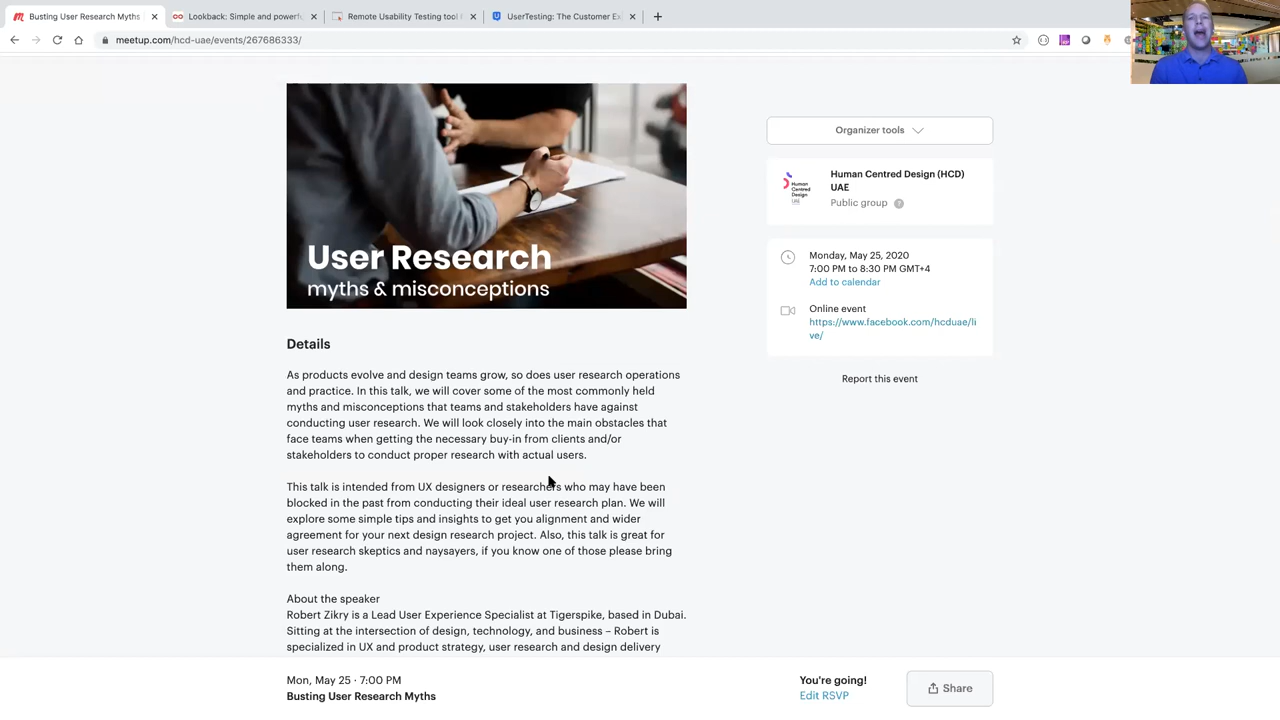 Busting User Research Myths
Lookback: Simple and powerfu
Remote Usability Testing tool
UserTesting: The Customer Ex
meetup.com/hcd-uae/events/267686333/
User Research
myths & misconceptions
Organizer tools
Human Centred Design (HCD)
UAE
Public group
Human
Centred
Design
UAE
Monday, May 25, 2020
7:00 PM to 8:30 PM GMT+4
Add to calendar
Online event
https://www.facebook.com/hcduae/li
ve/
Report this event
Details
As products evolve and design teams grow, so does user research operations
and practice. In this talk, we will cover some of the most commonly held
myths and misconceptions that teams and stakeholders have against
conducting user research. We will look closely into the main obstacles that
face teams when getting the necessary buy-in from clients and/or
stakeholders to conduct proper research with actual users.
This talk is intended from UX designers or researchers who may have been
blocked in the past from conducting their ideal user research plan. We will
explore some simple tips and insights to get you alignment and wider
agreement for your next design research project. Also, this talk is great for
user research skeptics and naysayers, if you know one of those please bring
them along.
About the speaker
Robert Zikry is a Lead User Experience Specialist at Tigerspike, based in Dubai.
Sitting at the intersection of design, technology, and business – Robert is
specialized in UX and product strategy, user research and design delivery
Mon, May 25 · 7:00 PM
Busting User Research Myths
You're going!
Edit RSVP
Share